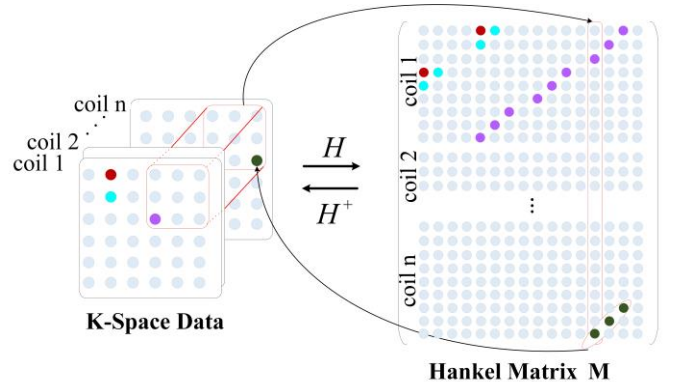 coil n
coil 2
coil 1
K-Space Data
H
H⁺
coil 1
coil 2
coil n
Hankel Matrix M